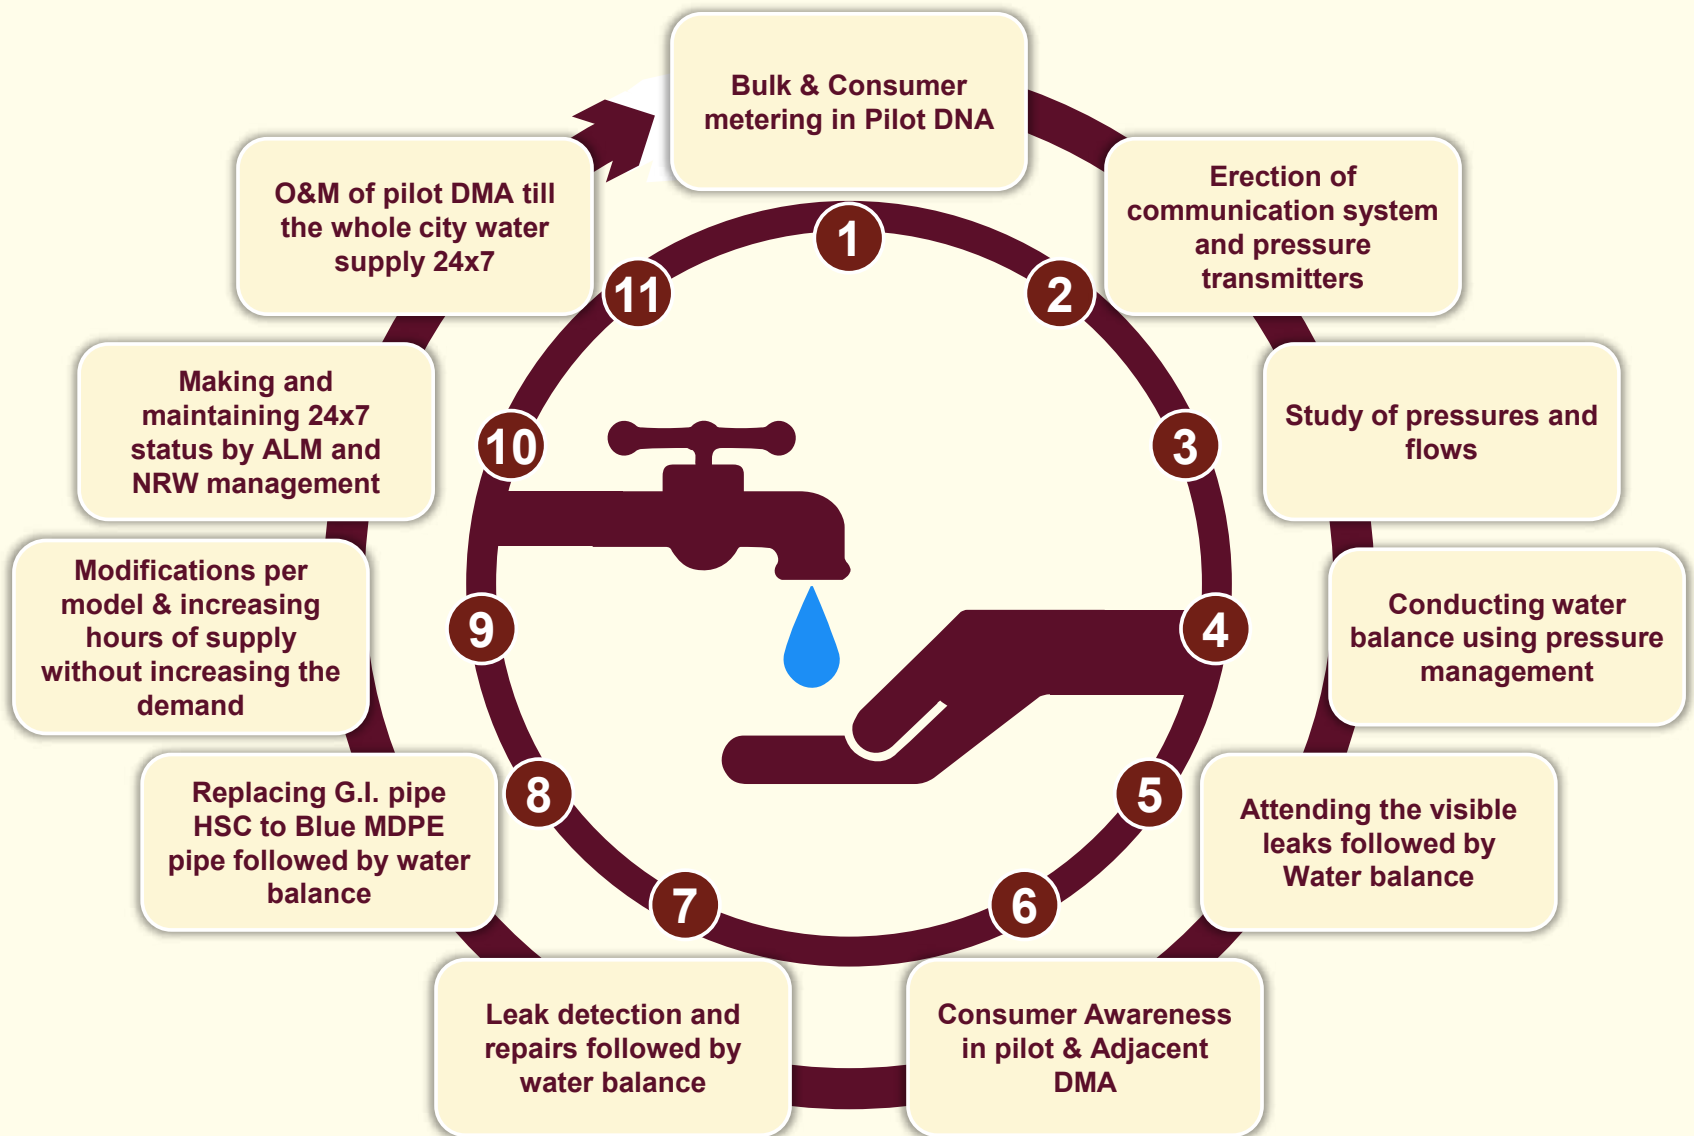 Bulk & Consumer
metering in Pilot DNA
1
Erection of
communication system
and pressure
transmitters
2
Study of pressures and
flows
3
Conducting water
balance using pressure
management
4
Attending the visible
leaks followed by
Water balance
5
Consumer Awareness
in pilot & Adjacent
DMA
6
Leak detection and
repairs followed by
water balance
7
Replacing G.I. pipe
HSC to Blue MDPE
pipe followed by water
balance
8
Modifications per
model & increasing
hours of supply
without increasing the
demand
9
Making and
maintaining 24x7
status by ALM and
NRW management
10
O&M of pilot DMA till
the whole city water
supply 24x7
11